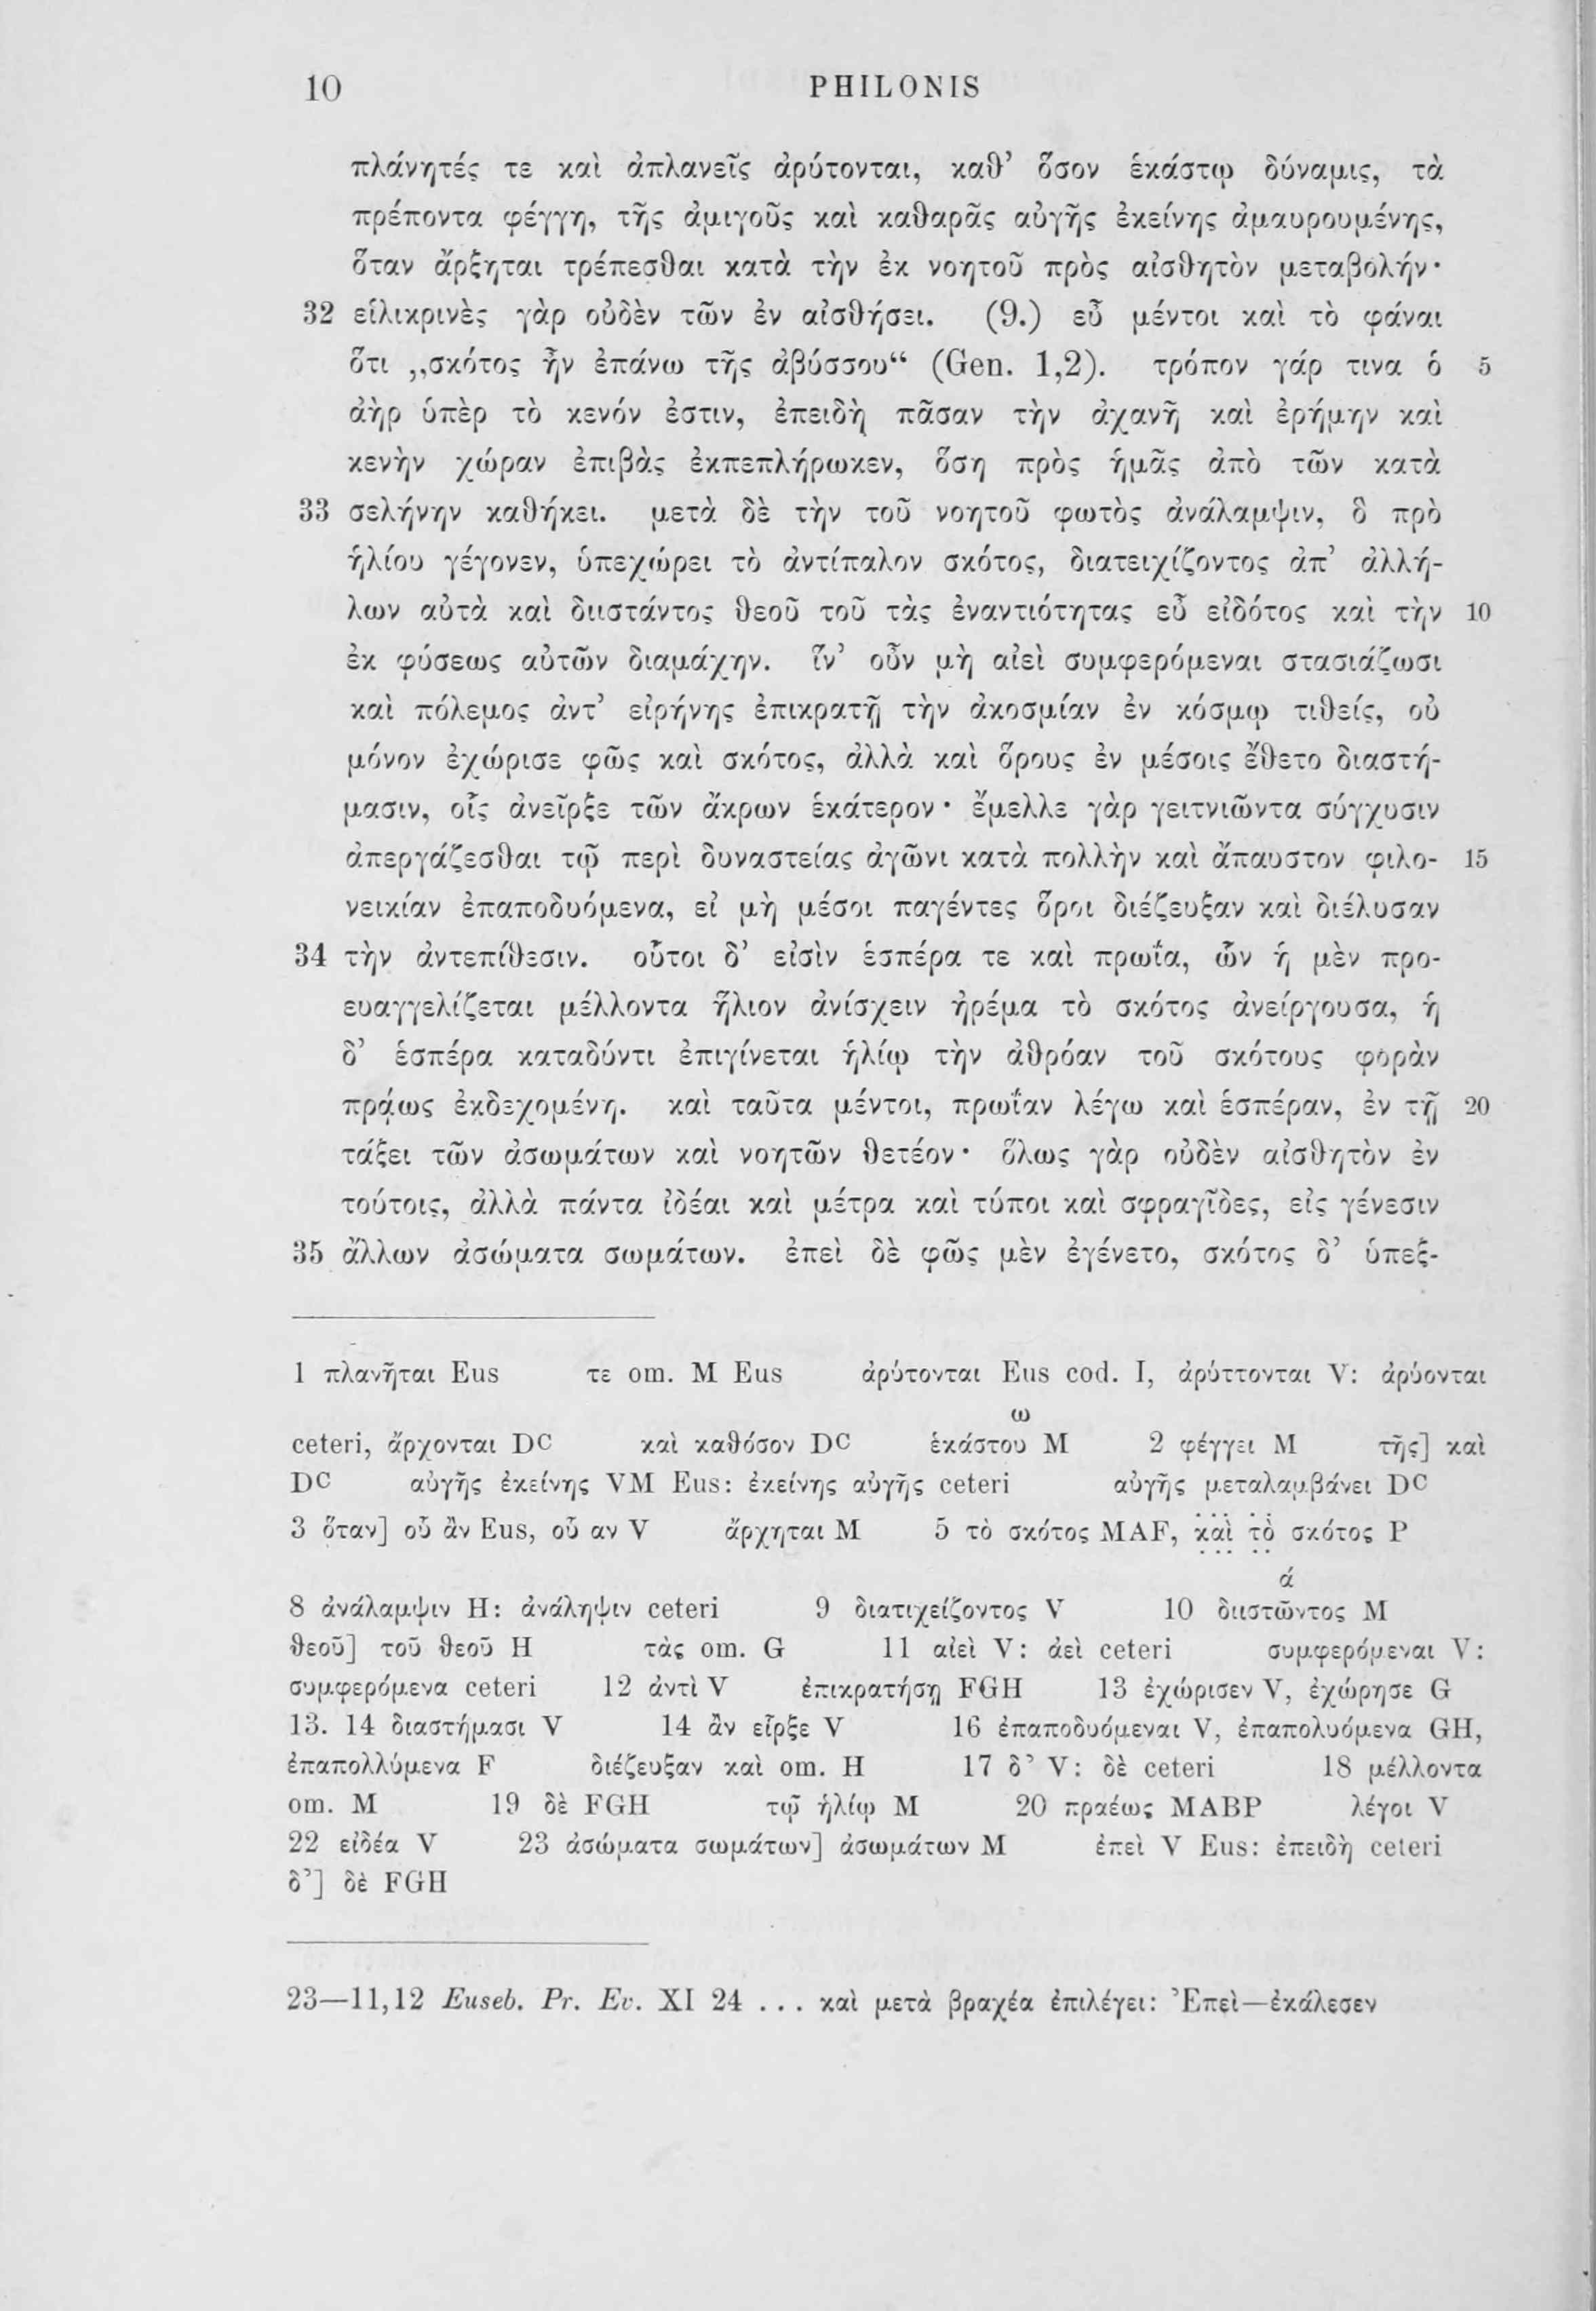 10 PHILONIS
πλάνητές τε καὶ ἀπλανεῖς ἀρύτονται, καθ’ ὅσον ἑκάστῳ δύναμις, τὰ
πρέποντα φέγγη, τῆς ἀμιγοῦς καὶ καθαρᾶς αὐγῆς ἐκείνης ἀμαυρουμένης,
ὅταν ἄρξηται τρέπεσθαι κατὰ τὴν ἐκ νοητοῦ πρὸς αἰσθητὸν μεταβολήν·
32 εἱλικρινὲς γὰρ οὐδὲν τῶν ἐν αἰσθήσει. (9.) εὖ μέντοι καὶ τὸ φάναι
ὅτι „σκότος ἦν ἐπάνω τῆς ἀβύσσου“ (Gen. 1,2). τρόπον γάρ τινα ὁ 5
ἀὴρ ὑπὲρ τὸ κενόν ἐστιν, ἐπειδὴ πᾶσαν τὴν ἀχανῆ καὶ ἐρήμην καὶ
κενὴν χώραν ἐπιβὰς ἐκπεπλήρωκεν, ὅση πρὸς ἡμᾶς ἀπὸ τῶν κατὰ
33 σελήνην καθήκει. μετὰ δὲ τὴν τοῦ νοητοῦ φωτὸς ἀνάλαμψιν, ὃ πρὸ
ἡλίου γέγονεν, ὑπεχώρει τὸ ἀντίπαλον σκότος, διατειχίζοντος ἀπ’ ἀλλή-
λων αὐτὰ καὶ διιστάντος θεοῦ τοῦ τὰς ἐναντιότητας εὖ εἰδότος καὶ τὴν 10
ἐκ φύσεως αὐτῶν διαμάχην. ἵν’ οὖν μὴ αἰεὶ συμφερόμεναι στασιάζωσι
καὶ πόλεμος ἀντ’ εἰρήνης ἐπικρατῇ τὴν ἀκοσμίαν ἐν κόσμῳ τιθείς, οὐ
μόνον ἐχώρισε φῶς καὶ σκότος, ἀλλὰ καὶ ὅρους ἐν μέσοις ἔθετο διαστή-
μασιν, οἷς ἀνεῖρξε τῶν ἄκρων ἑκάτερον· ἔμελλε γὰρ γειτνιῶντα σύγχυσιν
ἀπεργάζεσθαι τῷ περὶ δυναστείας ἀγῶνι κατὰ πολλὴν καὶ ἄπαυστον φιλο- 15
νεικίαν ἐπαποδυόμενα, εἰ μὴ μέσοι παγέντες ὅροι διέζευξαν καὶ διέλυσαν
34 τὴν ἀντεπίθεσιν. οὗτοι δ’ εἰσὶν ἑσπέρα τε καὶ πρωΐα, ὧν ἡ μὲν προ-
ευαγγελίζεται μέλλοντα ἥλιον ἀνίσχειν ἠρέμα τὸ σκότος ἀνείργουσα, ἡ
δ’ ἑσπέρα καταδύντι ἐπιγίνεται ἡλίῳ τὴν ἀθρόαν τοῦ σκότους φορὰν
πρᾴως ἐκδεχομένη. καὶ ταῦτα μέντοι, πρωΐαν λέγω καὶ ἑσπέραν, ἐν τῇ 20
τάξει τῶν ἀσωμάτων καὶ νοητῶν θετέον· ὅλως γὰρ οὐδὲν αἰσθητὸν ἐν
τούτοις, ἀλλὰ πάντα ἰδέαι καὶ μέτρα καὶ τύποι καὶ σφραγῖδες, εἰς γένεσιν
35 ἄλλων ἀσώματα σωμάτων. ἐπεὶ δὲ φῶς μὲν ἐγένετο, σκότος δ’ ὑπεξ-
1 πλανῆται Eus τε om. M Eus ἀρύτονται Eus cod. I, ἀρύττονται V: ἀρύονται
ω
ceteri, ἄρχονται DC καὶ καθόσον DC ἑκάστου M 2 φέγγει M τῆς] καὶ
DC αὐγῆς ἐκείνης VM Eus: ἐκείνης αὐγῆς ceteri αὐγῆς μεταλαμβάνει DC
3 ὅταν] οὗ ἂν Eus, οὗ αν V ἄρχηται M 5 τὸ σκότος MAF, καὶ τὸ σκότος P
ά
8 ἀνάλαμψιν H: ἀνάληψιν ceteri 9 διατιχείζοντος V 10 διιστῶντος M
θεοῦ] τοῦ θεοῦ H τὰς om. G 11 αἰεὶ V: ἀεὶ ceteri συμφερόμεναι V:
συμφερόμενα ceteri 12 ἀντὶ V ἐπικρατήσῃ FGH 13 ἐχώρισεν V, ἐχώρησε G
13. 14 διαστήμασι V 14 ἂν εἶρξε V 16 ἐπαποδυόμεναι V, ἐπαπολυόμενα GH,
ἐπαπολλύμενα F διέζευξαν καὶ om. H 17 δ’ V: δὲ ceteri 18 μέλλοντα
om. M 19 δὲ FGH τῷ ἡλίῳ M 20 πραέως MABP λέγοι V
22 εἰδέα V 23 ἀσώματα σωμάτων] ἀσωμάτων M ἐπεὶ V Eus: ἐπειδὴ ceteri
δ’] δὲ FGH
23—11,12 Euseb. Pr. Ev. XI 24 ... καὶ μετὰ βραχέα ἐπιλέγει: Ἐπεὶ—ἐκάλεσεν